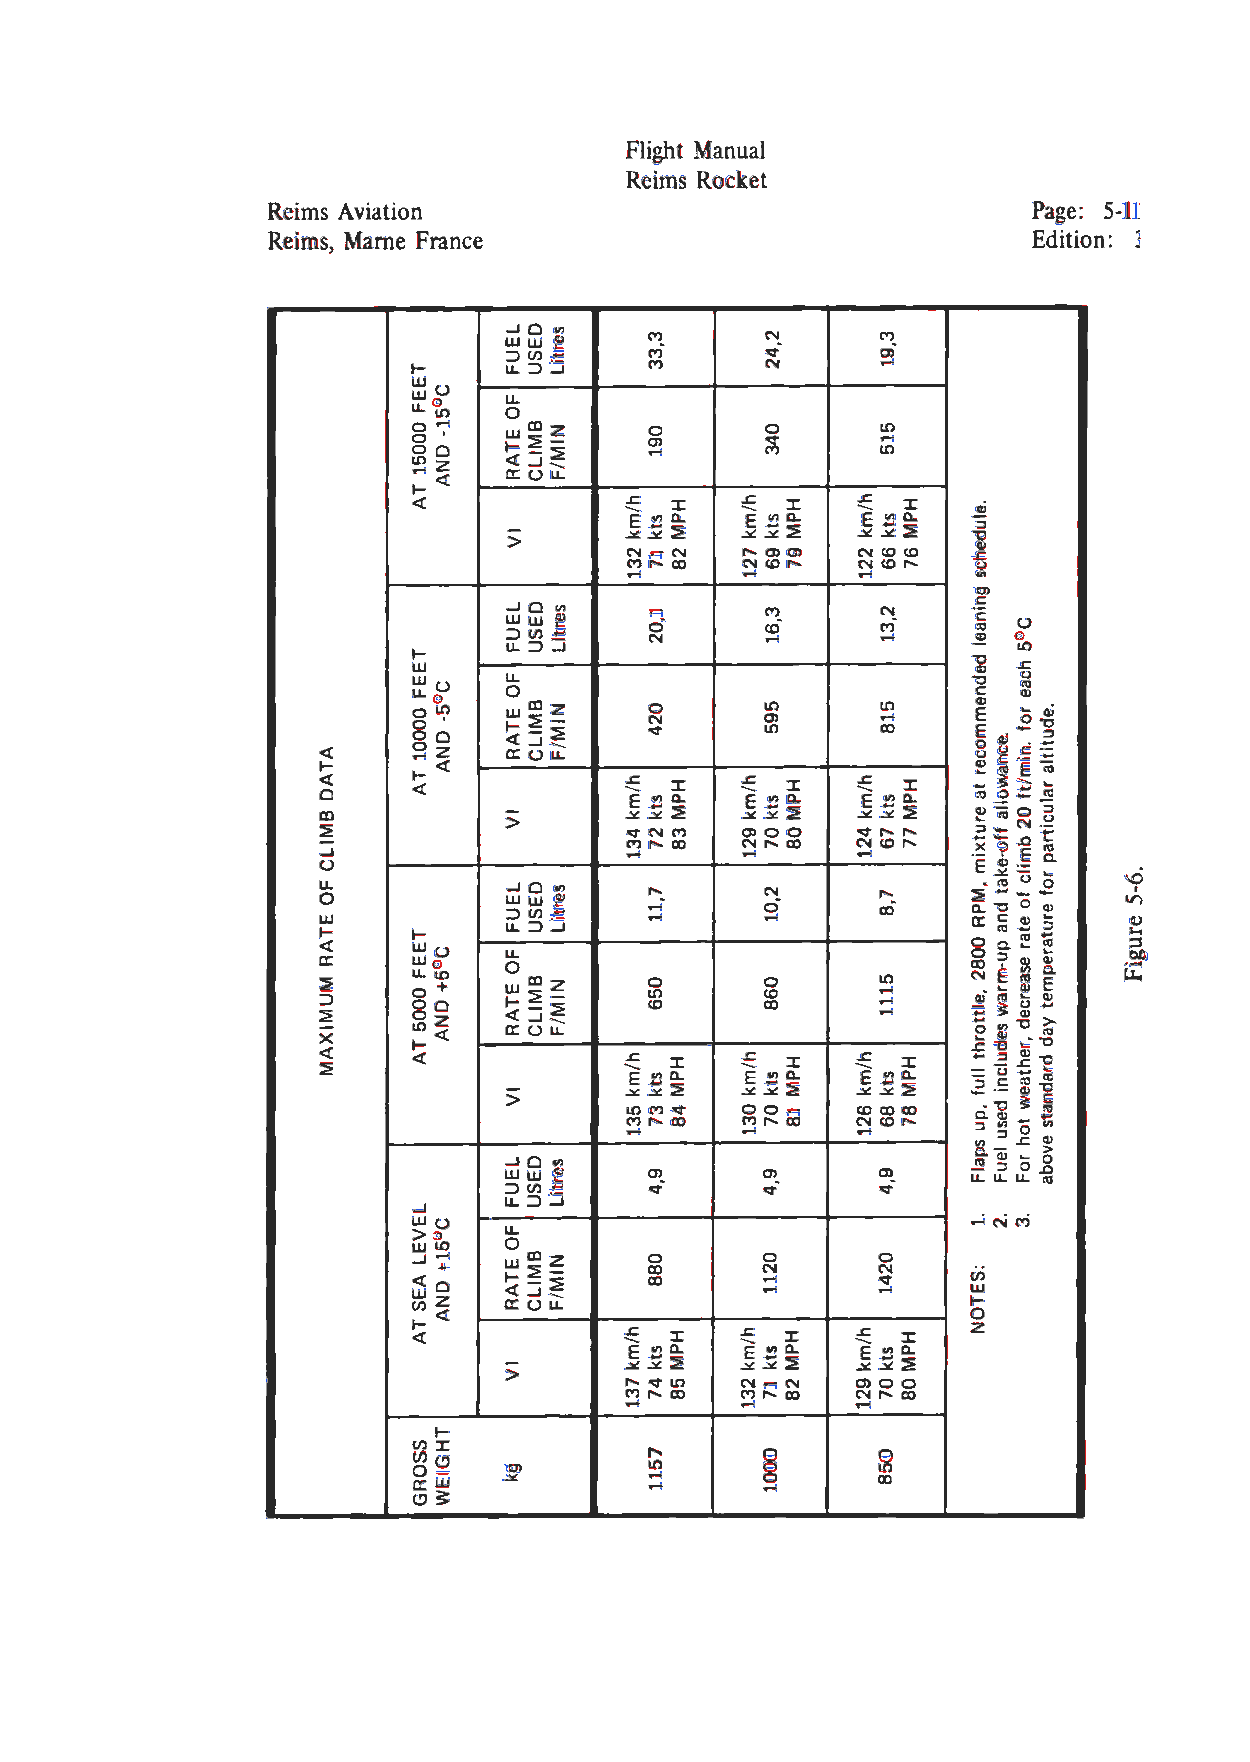 Flight Manual
Reims Rocket
Reims Aviation
Page: 5-11
Reims, Marne France
Edition:
MAXIMUM RATE OF CLIMB DATA
GROSS WEIGHT
AT SEA LEVEL AND +15°C
AT 5000 FEET AND +6°C
AT 10000 FEET AND -5°C
AT 15000 FEET AND -15°C
kg
VI
RATE OF CLIMB F/MIN
FUEL USED Litres
VI
RATE OF CLIMB F/MIN
FUEL USED Litres
VI
RATE OF CLIMB F/MIN
FUEL USED Litres
VI
RATE OF CLIMB F/MIN
FUEL USED Litres
1157
137 km/h
74 kts
85 MPH
880
4,9
135 km/h
73 kts
84 MPH
650
11,7
134 km/h
72 kts
83 MPH
420
20,1
132 km/h
71 kts
82 MPH
190
33,3
1000
132 km/h
71 kts
82 MPH
1120
4,9
130 km/h
70 kts
81 MPH
860
10,2
129 km/h
70 kts
80 MPH
595
16,3
127 km/h
69 kts
79 MPH
340
24,2
850
129 km/h
70 kts
80 MPH
1420
4,9
126 km/h
68 kts
78 MPH
1115
8,7
124 km/h
67 kts
77 MPH
815
13,2
122 km/h
66 kts
76 MPH
515
19,3
NOTES: 1. Flaps up, full throttle, 2800 RPM, mixture at recommended leaning schedule.
2. Fuel used includes warm-up and take-off allowance.
3. For hot weather, decrease rate of climb 20 ft/min. for each 5°C
above standard day temperature for particular altitude.
Figure 5-6.